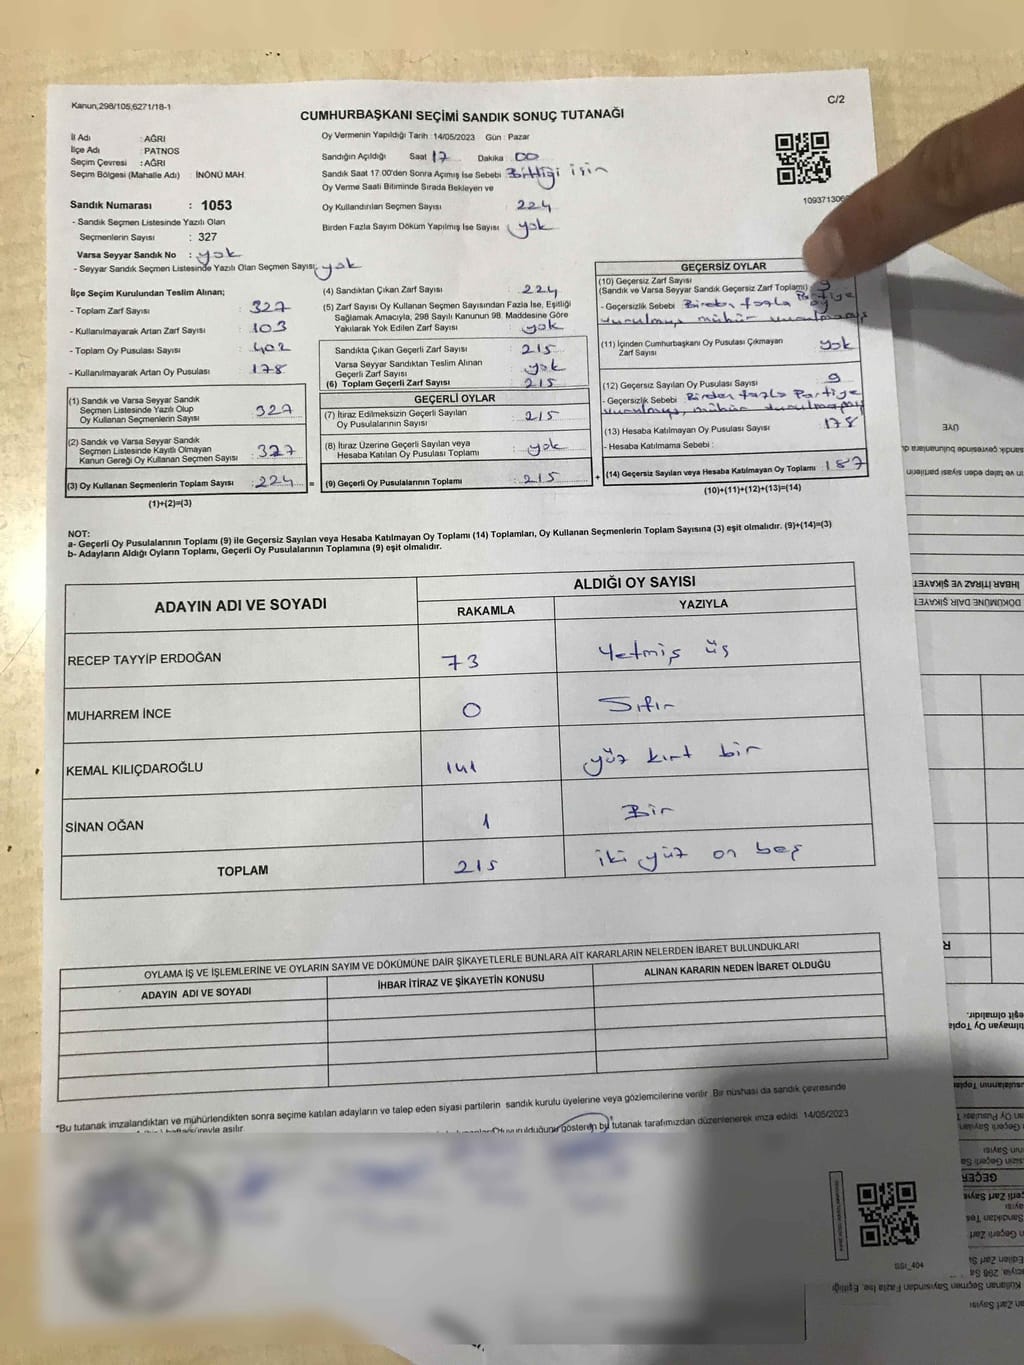 Kanun,298/105,6271/18-1
C/2
CUMHURBAŞKANI SEÇİMİ SANDIK SONUÇ TUTANAĞI
İl Adı : AĞRI
İlçe Adı : PATNOS
Seçim Çevresi : AĞRI
Seçim Bölgesi (Mahalle Adı) : İNÖNÜ MAH.
Sandık Numarası : 1053
- Sandık Seçmen Listesinde Yazılı Olan
Seçmenlerin Sayısı : 327
Varsa Seyyar Sandık No : yok
- Seyyar Sandık Seçmen Listesinde Yazılı Olan Seçmen Sayısı: yok
Oy Vermenin Yapıldığı Tarih :14/05/2023 Gün : Pazar
Sandığın Açıldığı Saat 17 Dakika : 00
Sandık Saat 17.00'den Sonra Açımış İse Sebebi Bittiği için
Oy Verme Saati Bitiminde Sırada Bekleyen ve
Oy Kullandırılan Seçmen Sayısı 224
Birden Fazla Sayım Döküm Yapılmış İse Sayısı yok
1093713060
İlçe Seçim Kurulundan Teslim Alınan;
- Toplam Zarf Sayısı : 327
- Kullanılmayarak Artan Zarf Sayısı : 103
- Toplam Oy Pusulası Sayısı : 402
- Kullanılmayarak Artan Oy Pusulası : 178
(1) Sandık ve Varsa Seyyar Sandık
Seçmen Listesinde Yazılı Olup
Oy Kullanan Seçmenlerin Sayısı : 327
(2) Sandık ve Varsa Seyyar Sandık
Seçmen Listesinde Kayıtlı Olmayan
Kanun Gereği Oy Kullanan Seçmen Sayısı : 327
(3) Oy Kullanan Seçmenlerin Toplam Sayısı : 224 =
(1)+(2)=(3)
(4) Sandıktan Çıkan Zarf Sayısı : 224
(5) Zarf Sayısı Oy Kullanan Seçmen Sayısından Fazla İse, Eşitliği
Sağlamak Amacıyla, 298 Sayılı Kanunun 98. Maddesine Göre
Yakılarak Yok Edilen Zarf Sayısı : yok
Sandıkta Çıkan Geçerli Zarf Sayısı : 215
Varsa Seyyar Sandıktan Teslim Alınan
Geçerli Zarf Sayısı : yok
(6) Toplam Geçerli Zarf Sayısı : 215
GEÇERLİ OYLAR
(7) İtiraz Edilmeksizin Geçerli Sayılan
Oy Pusulalarının Sayısı : 215
(8) İtiraz Üzerine Geçerli Sayılan veya
Hesaba Katılan Oy Pusulası Toplamı : yok
(9) Geçerli Oy Pusulalarının Toplamı : 215 +
GEÇERSİZ OYLAR
(10) Geçersiz Zarf Sayısı
(Sandık ve Varsa Seyyar Sandık Geçersiz Zarf Toplamı) : 9
- Geçersizlik Sebebi Birden fazla Partiye oy
vurulmuş mühür vurulmamış
(11) İçinden Cumhurbaşkanı Oy Pusulası Çıkmayan
Zarf Sayısı : yok
(12) Geçersiz Sayılan Oy Pusulası Sayısı : 9
- Geçersizlik Sebebi Birden fazla Partiye
vurulmuş, mühür vurulmamış
(13) Hesaba Katılmayan Oy Pusulası Sayısı : 178
- Hesaba Katılmama Sebebi :
(14) Geçersiz Sayılan veya Hesaba Katılmayan Oy Toplamı : 187
(10)+(11)+(12)+(13)=(14)
NOT:
a- Geçerli Oy Pusulalarının Toplamı (9) ile Geçersiz Sayılan veya Hesaba Katılmayan Oy Toplamı (14) Toplamları, Oy Kullanan Seçmenlerin Toplam Sayısına (3) eşit olmalıdır. (9)+(14)=(3)
b- Adayların Aldığı Oyların Toplamı, Geçerli Oy Pusulalarının Toplamına (9) eşit olmalıdır.
ADAYIN ADI VE SOYADI
ALDIĞI OY SAYISI
RAKAMLA YAZIYLA
RECEP TAYYİP ERDOĞAN 73 Yetmiş üç
MUHARREM İNCE 0 Sıfır
KEMAL KILIÇDAROĞLU 141 yüz kırk bir
SİNAN OĞAN 1 Bir
TOPLAM 215 iki yüz on beş
OYLAMA İŞ VE İŞLEMLERİNE VE OYLARIN SAYIM VE DÖKÜMÜNE DAİR ŞİKAYETLERLE BUNLARA AİT KARARLARIN NELERDEN İBARET BULUNDUKLARI
ADAYIN ADI VE SOYADI İHBAR İTİRAZ VE ŞİKAYETİN KONUSU ALINAN KARARIN NEDEN İBARET OLDUĞU
*Bu tutanak imzalandıktan ve mühürlendikten sonra seçime katılan adayların ve talep eden siyasi partilerin sandık kurulu üyelerine veya gözlemcilerine verilir. Bir nüshası da sandık çevresinde
süreyle asılır.
gösteren bu tutanak tarafımızdan düzenlenerek imza edildi 14/05/2023
ÜYE
İHBAR İTİRAZ VE ŞİKAYET
DÖKÜMÜNE DAİR ŞİKAYET